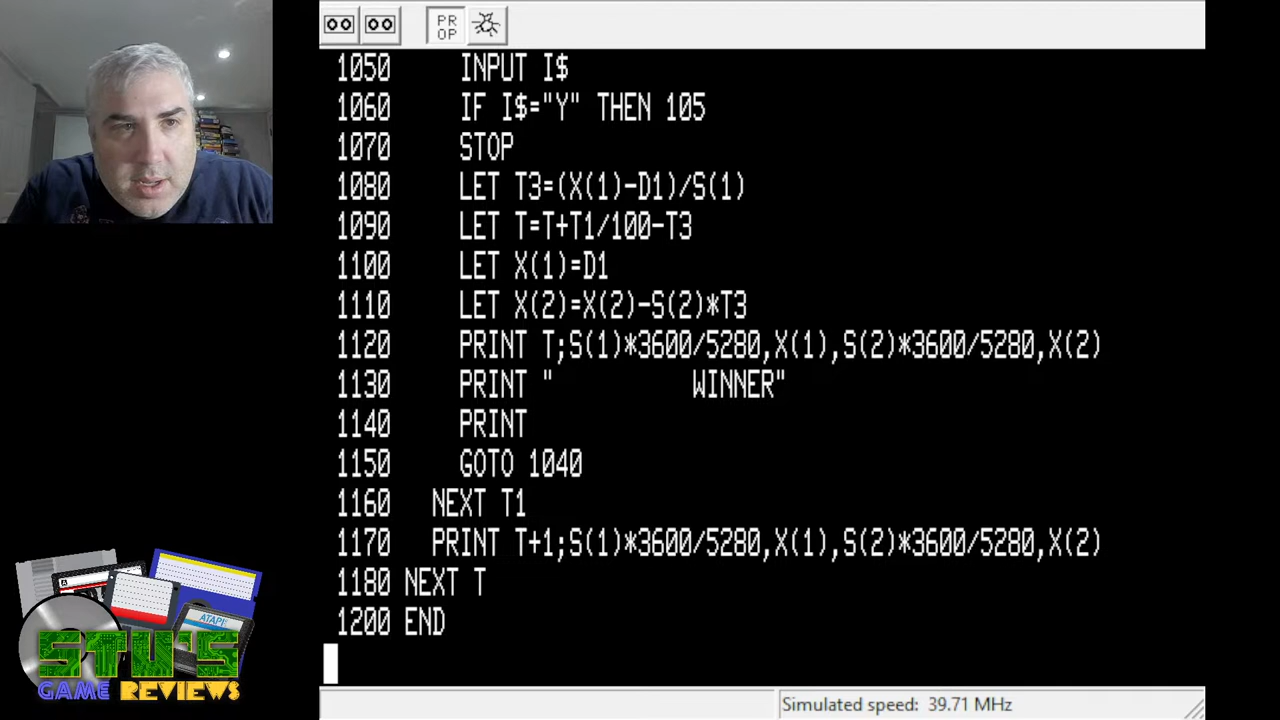 PR
OP
1050 INPUT I$
1060 IF I$="Y" THEN 105
1070 STOP
1080 LET T3=(X(1)-D1)/S(1)
1090 LET T=T+T1/100-T3
1100 LET X(1)=D1
1110 LET X(2)=X(2)-S(2)*T3
1120 PRINT T;S(1)*3600/5280,X(1),S(2)*3600/5280,X(2)
1130 PRINT " WINNER"
1140 PRINT
1150 GOTO 1040
1160 NEXT T1
1170 PRINT T+1;S(1)*3600/5280,X(1),S(2)*3600/5280,X(2)
1180 NEXT T
1200 END
Simulated speed: 39.71 MHz
ATARI
STU'S
GAME REVIEWS